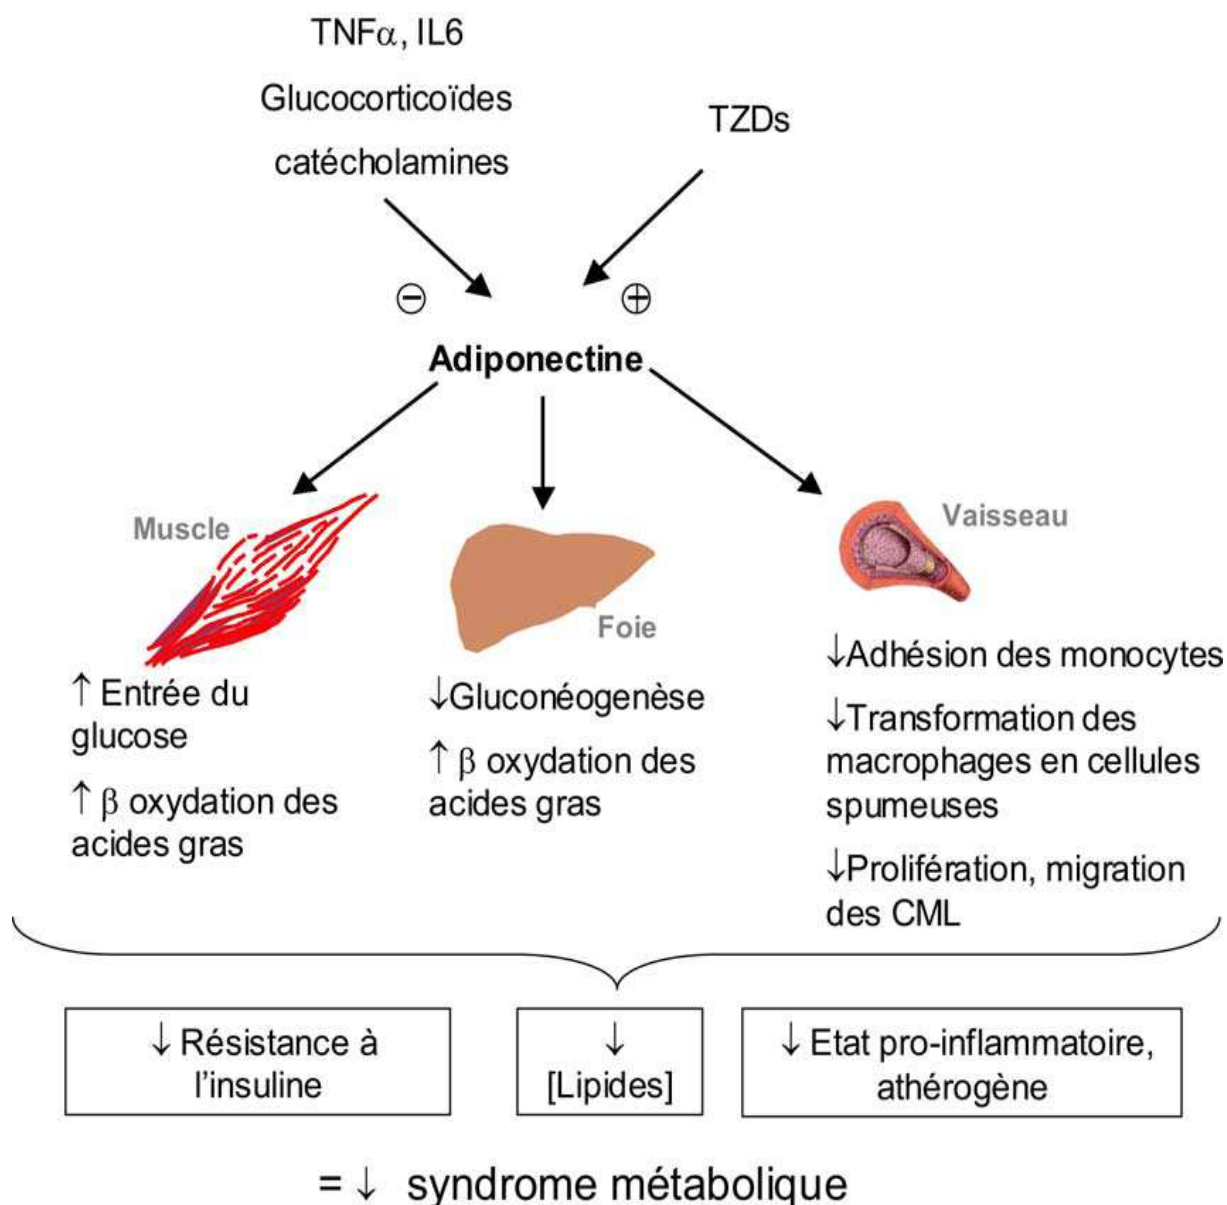 TNFα, IL6
Glucocorticoïdes
catécholamines
TZDs
⊖
⊕
Adiponectine
Muscle
Foie
Vaisseau
↑ Entrée du
glucose
↑ β oxydation des
acides gras
↓Gluconéogenèse
↑ β oxydation des
acides gras
↓Adhésion des monocytes
↓Transformation des
macrophages en cellules
spumeuses
↓Prolifération, migration
des CML
↓ Résistance à
l’insuline
↓
[Lipides]
↓ Etat pro-inflammatoire,
athérogène
= ↓ syndrome métabolique